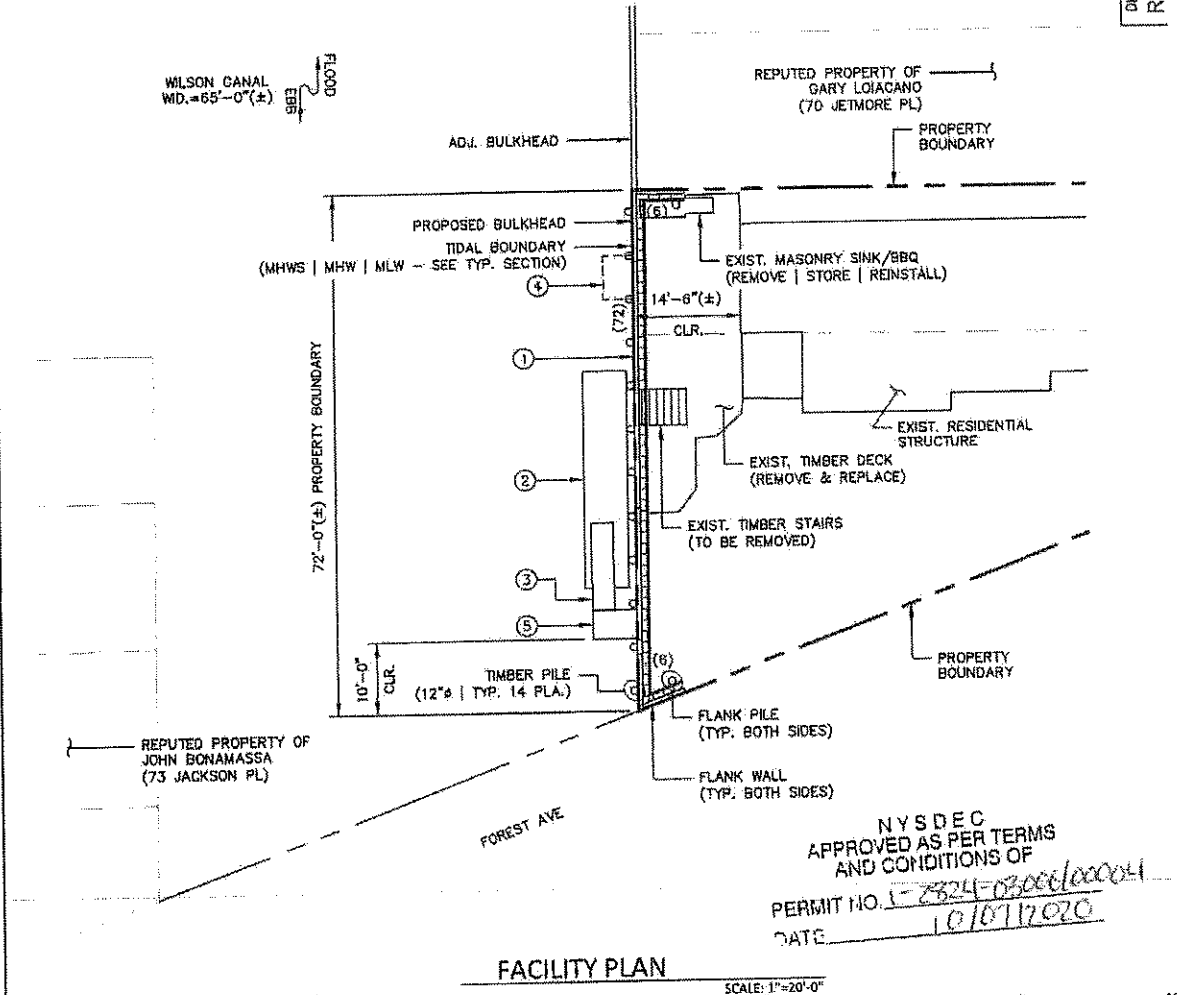 WILSON CANAL
WID.=65'-0"(±)
FLOOD
EBB
REPUTED PROPERTY OF
GARY LOIACANO
(70 JETMORE PL)
PROPERTY
BOUNDARY
ADJ. BULKHEAD
PROPOSED BULKHEAD
TIDAL BOUNDARY
(MHWS | MHW | MLW - SEE TYP. SECTION)
(6)
EXIST. MASONRY SINK/BBQ
(REMOVE | STORE | REINSTALL)
4
(72)
14'-6"(±)
CLR.
1
72'-0"(±) PROPERTY BOUNDARY
EXIST. RESIDENTIAL
STRUCTURE
2
EXIST. TIMBER DECK
(REMOVE & REPLACE)
EXIST. TIMBER STAIRS
(TO BE REMOVED)
3
5
10'-0"
CLR.
TIMBER PILE
(12"ø | TYP. 14 PLA.)
(6)
PROPERTY
BOUNDARY
FLANK PILE
(TYP. BOTH SIDES)
REPUTED PROPERTY OF
JOHN BONAMASSA
(73 JACKSON PL)
FLANK WALL
(TYP. BOTH SIDES)
FOREST AVE
NYSDEC
APPROVED AS PER TERMS
AND CONDITIONS OF
PERMIT NO. 1-2824-03006/00004
DATE 10/07/2020
FACILITY PLAN
SCALE: 1"=20'-0"